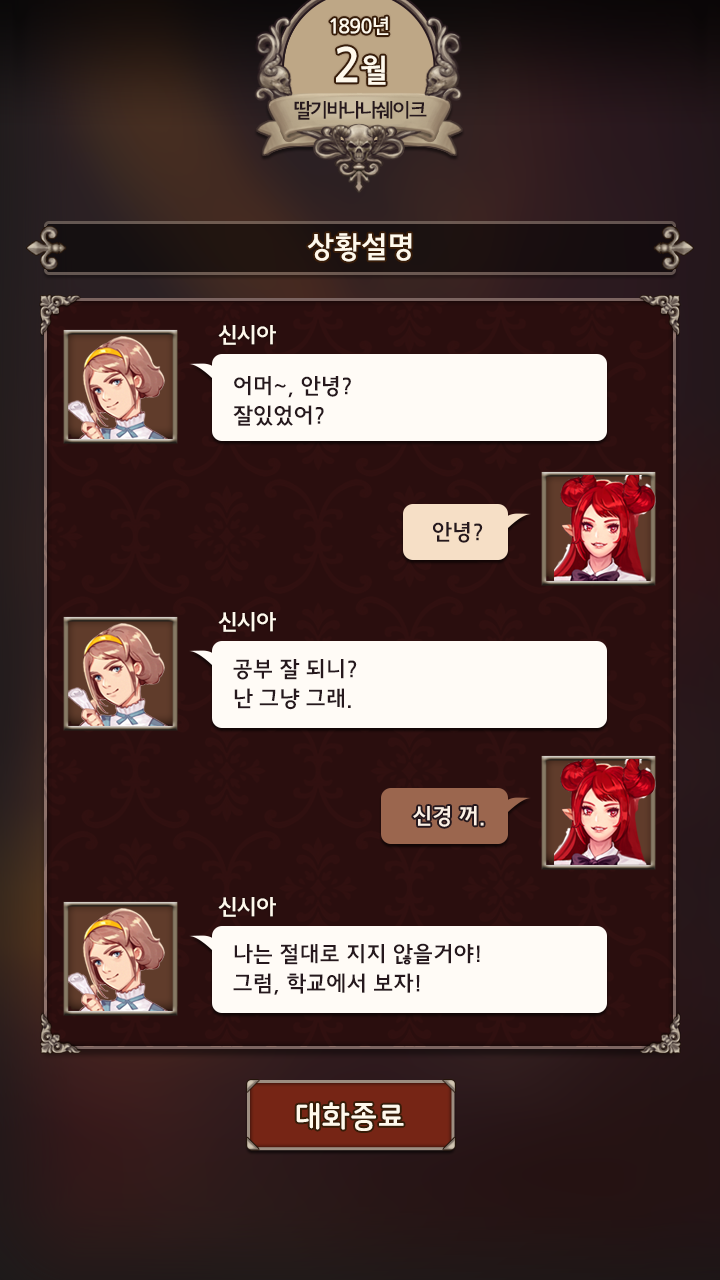 1890년
2월
딸기바나나쉐이크
상황설명
신시아
어머~, 안녕?
잘있었어?
안녕?
신시아
공부 잘 되니?
난 그냥 그래.
신경 꺼.
신시아
나는 절대로 지지 않을거야!
그럼, 학교에서 보자!
대화종료